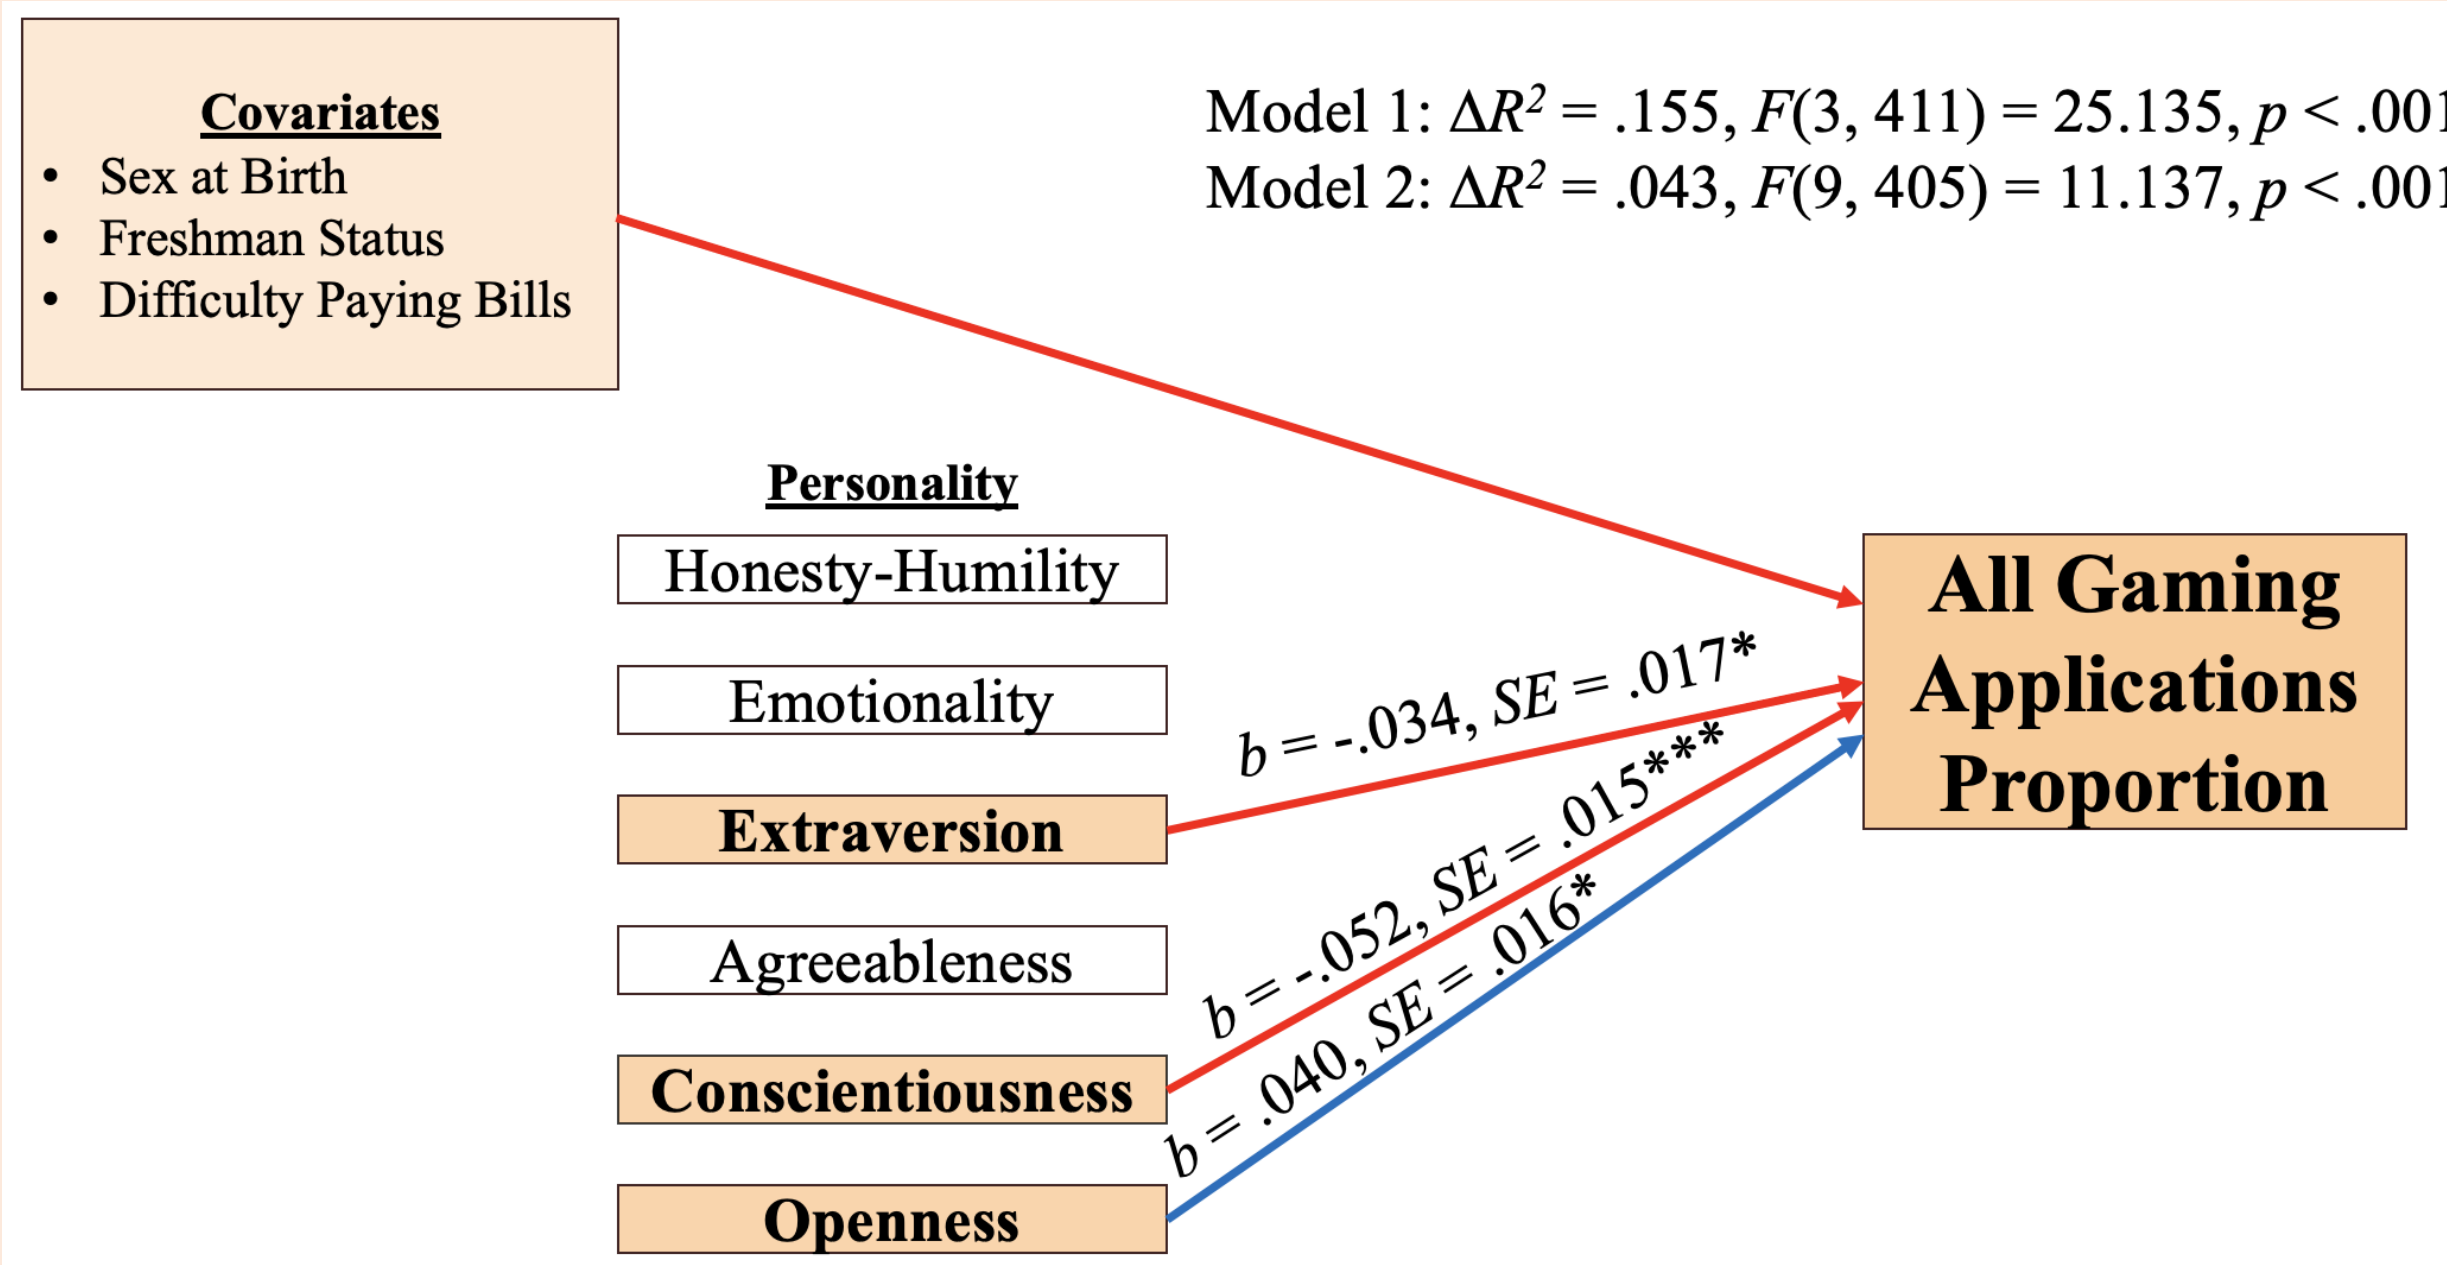 Covariates
• Sex at Birth
• Freshman Status
• Difficulty Paying Bills
Model 1: ΔR² = .155, F(3, 411) = 25.135, p < .001
Model 2: ΔR² = .043, F(9, 405) = 11.137, p < .001
Personality
Honesty-Humility
Emotionality
Extraversion
Agreeableness
Conscientiousness
Openness
b = -.034, SE = .017*
b = -.052, SE = .015***
b = .040, SE = .016*
All Gaming
Applications
Proportion